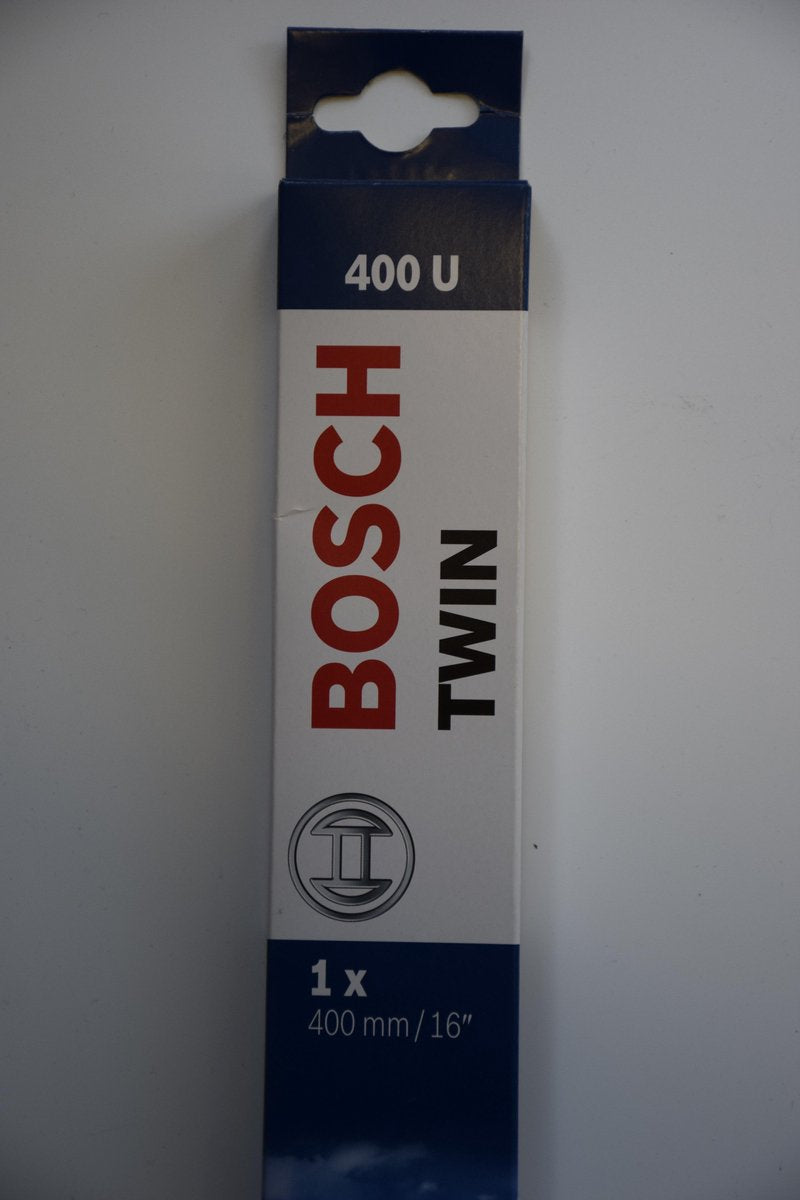 400 U
BOSCH
TWIN
1 x
400 mm / 16″